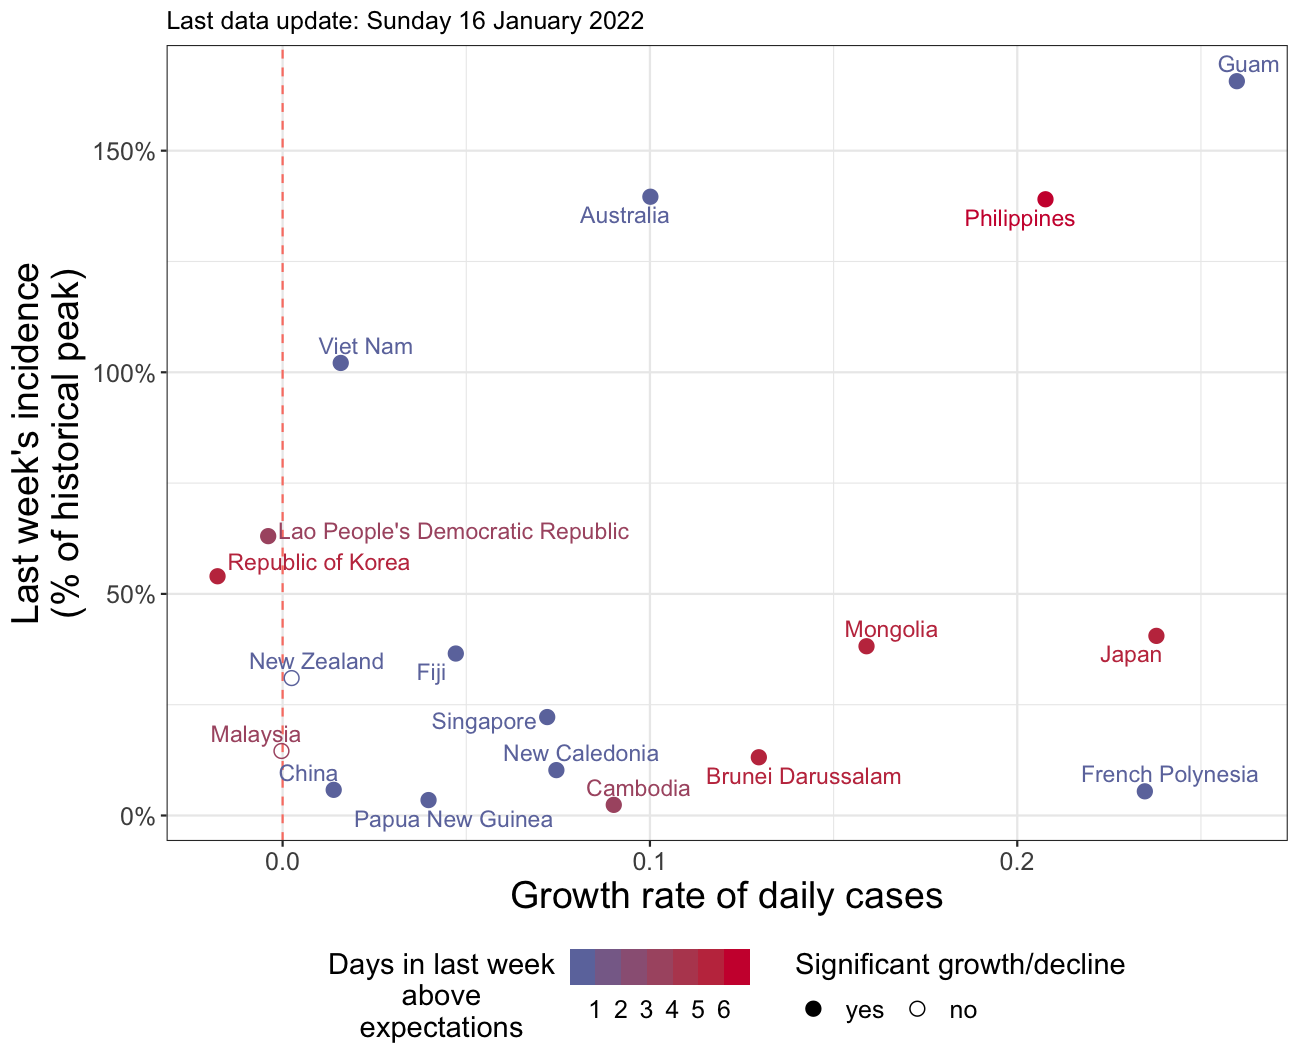 Last data update: Sunday 16 January 2022
Guam
150%
Australia
Philippines
Viet Nam
100%
Last week's incidence
(% of historical peak)
Lao People's Democratic Republic
Republic of Korea
50%
Mongolia
Japan
New Zealand
Fiji
Singapore
Malaysia
New Caledonia
China
Cambodia
Brunei Darussalam
French Polynesia
Papua New Guinea
0%
0.0 0.1 0.2
Growth rate of daily cases
Days in last week
above
expectations
1 2 3 4 5 6
Significant growth/decline
yes no